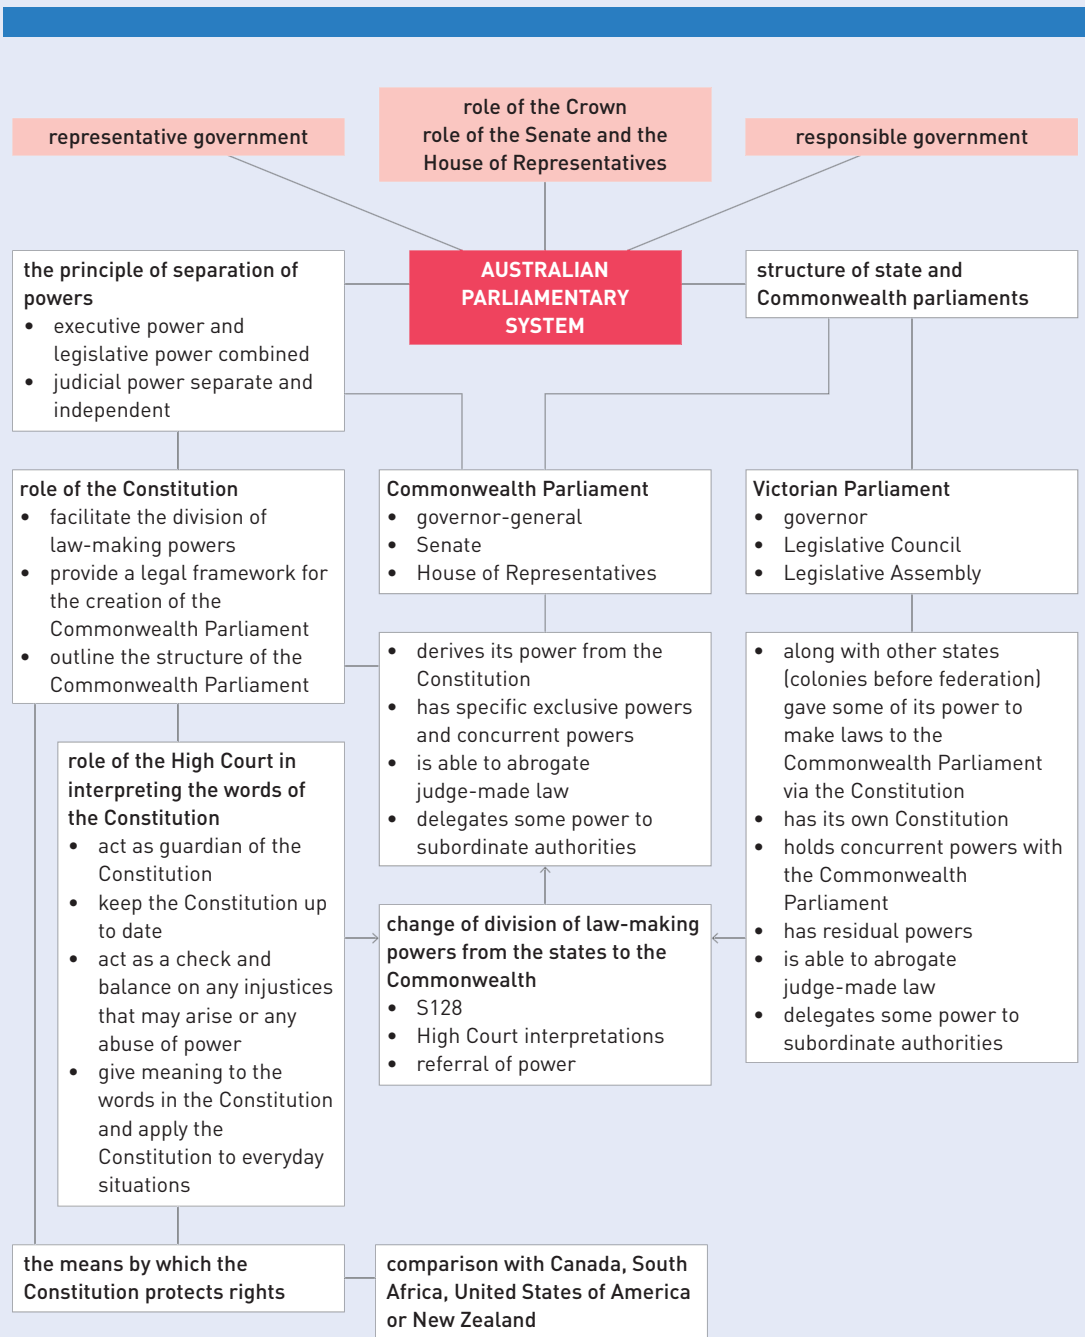 representative government
role of the Crown
role of the Senate and the
House of Representatives
responsible government
the principle of separation of
powers
• executive power and
legislative power combined
• judicial power separate and
independent
AUSTRALIAN
PARLIAMENTARY
SYSTEM
structure of state and
Commonwealth parliaments
role of the Constitution
• facilitate the division of
law-making powers
• provide a legal framework for
the creation of the
Commonwealth Parliament
• outline the structure of the
Commonwealth Parliament
Commonwealth Parliament
• governor-general
• Senate
• House of Representatives
Victorian Parliament
• governor
• Legislative Council
• Legislative Assembly
• derives its power from the
Constitution
• has specific exclusive powers
and concurrent powers
• is able to abrogate
judge-made law
• delegates some power to
subordinate authorities
• along with other states
(colonies before federation)
gave some of its power to
make laws to the
Commonwealth Parliament
via the Constitution
• has its own Constitution
• holds concurrent powers with
the Commonwealth
Parliament
• has residual powers
• is able to abrogate
judge-made law
• delegates some power to
subordinate authorities
role of the High Court in
interpreting the words of
the Constitution
• act as guardian of the
Constitution
• keep the Constitution up
to date
• act as a check and
balance on any injustices
that may arise or any
abuse of power
• give meaning to the
words in the Constitution
and apply the
Constitution to everyday
situations
change of division of law-making
powers from the states to the
Commonwealth
• S128
• High Court interpretations
• referral of power
the means by which the
Constitution protects rights
comparison with Canada, South
Africa, United States of America
or New Zealand